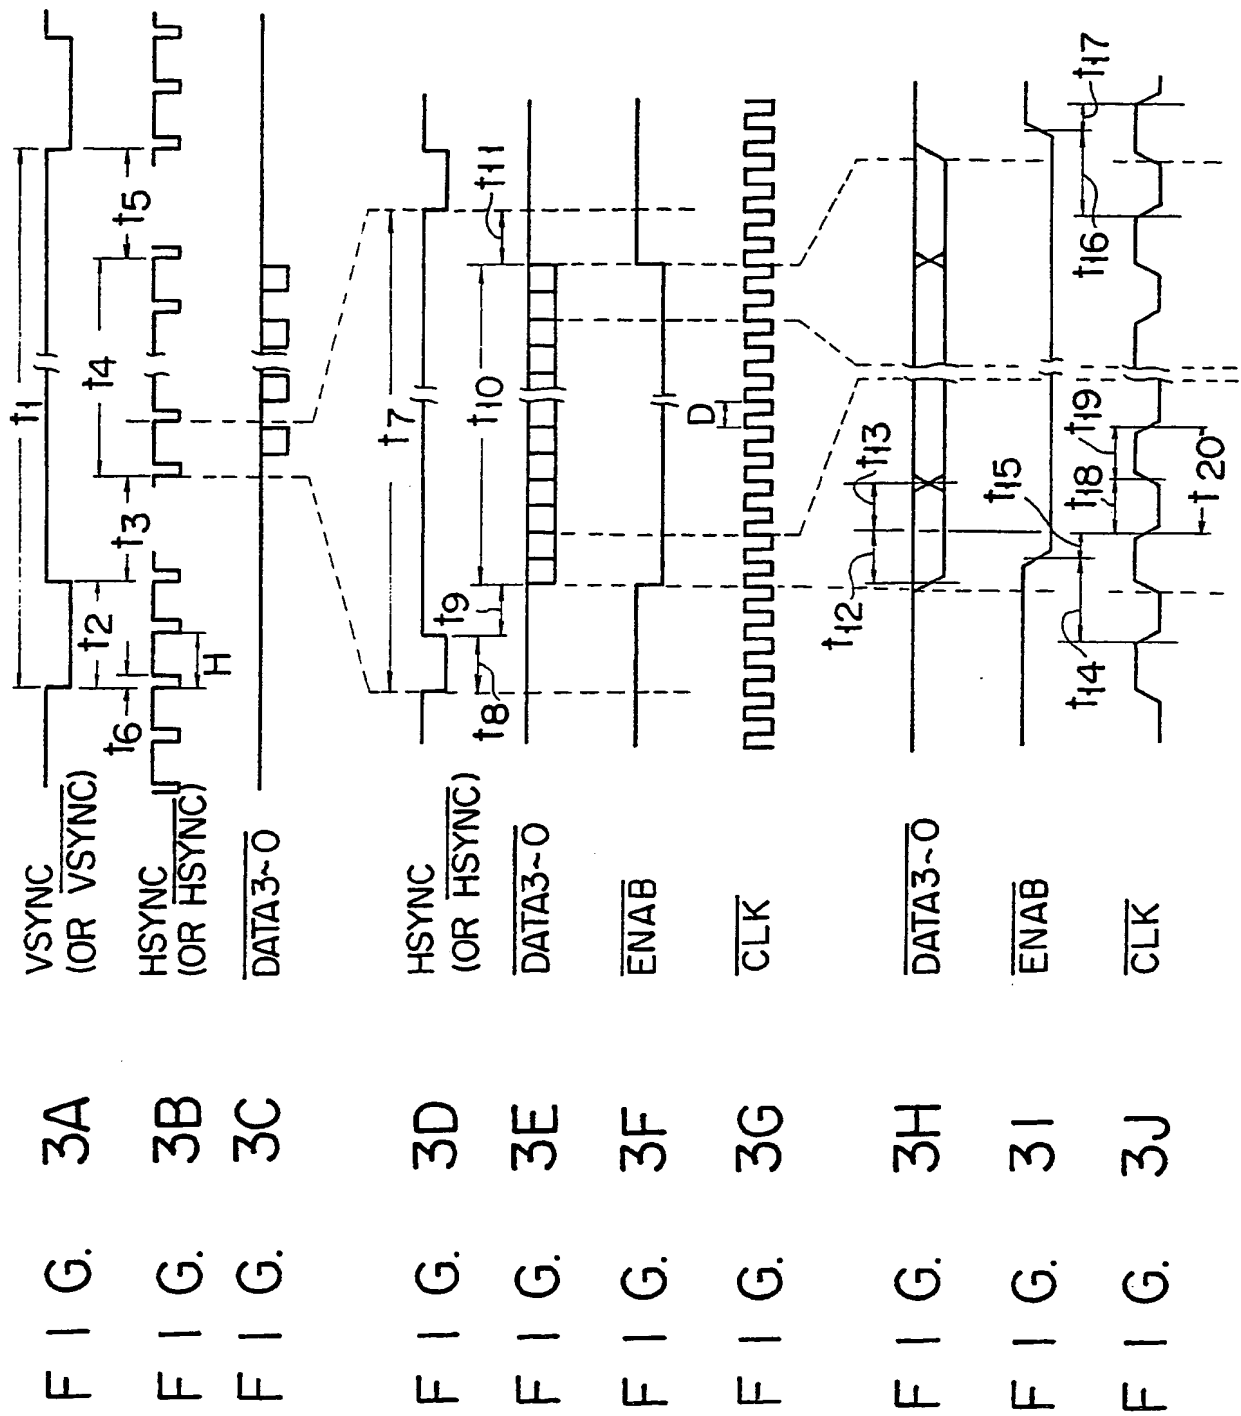 FIG. 3A
VSYNC
(OR VSYNC)
t1
t2
FIG. 3B
HSYNC
(OR HSYNC)
t6
H
t3
t4
t5
FIG. 3C
DATA3~0
FIG. 3D
HSYNC
(OR HSYNC)
t7
t8
t9
FIG. 3E
DATA3~0
t10
t11
FIG. 3F
ENAB
FIG. 3G
CLK
D
FIG. 3H
DATA3~0
t12
t13
FIG. 3I
ENAB
t14
t15
t16
t17
FIG. 3J
CLK
t18
t19
t20